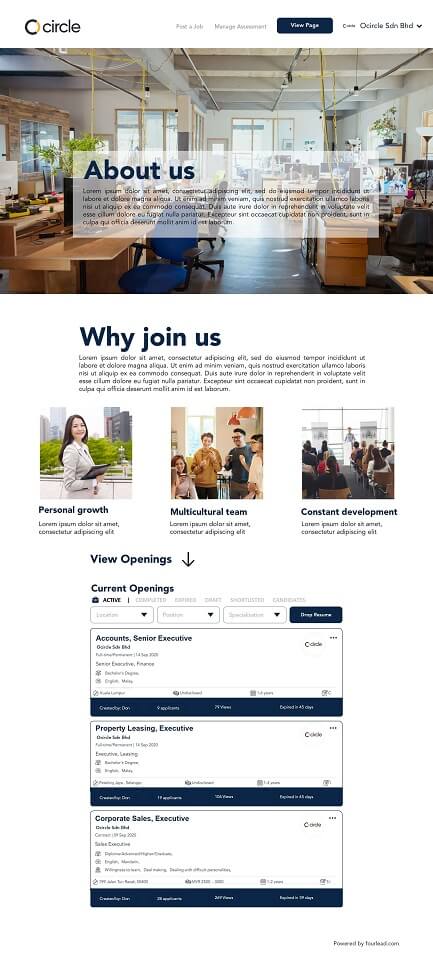 circle
Post a Job
Manage Assessment
View Page
circle
Ocircle Sdn Bhd
About us
Lorem ipsum dolor sit amet, consectetur adipiscing elit, sed do eiusmod tempor incididunt ut
labore et dolore magna aliqua. Ut enim ad minim veniam, quis nostrud exercitation ullamco
laboris nisi ut aliquip ex ea commodo consequat. Duis aute irure dolor in reprehenderit in voluptate velit
esse cillum dolore eu fugiat nulla pariatur. Excepteur sint occaecat cupidatat non proident, sunt in
culpa qui officia deserunt mollit anim id est laborum.
Why join us
Lorem ipsum dolor sit amet, consectetur adipiscing elit, sed do eiusmod tempor incididunt ut
labore et dolore magna aliqua. Ut enim ad minim veniam, quis nostrud exercitation ullamco laboris
nisi ut aliquip ex ea commodo consequat. Duis aute irure dolor in reprehenderit in voluptate velit
esse cillum dolore eu fugiat nulla pariatur. Excepteur sint occaecat cupidatat non proident, sunt in
culpa qui officia deserunt mollit anim id est laborum.
Personal growth
Lorem ipsum dolor sit amet,
consectetur adipiscing elit
Multicultural team
Lorem ipsum dolor sit amet,
consectetur adipiscing elit
Constant development
Lorem ipsum dolor sit amet,
consectetur adipiscing elit
View Openings
Current Openings
ACTIVE | COMPLETED EXPIRED DRAFT SHORTLISTED CANDIDATES
Location
Position
Specialisation
Drop Resume
Accounts, Senior Executive
circle
Ocircle Sdn Bhd
Full-time/Permanent | 14 Sep 2020
Senior Executive, Finance
Bachelor's Degree,
English, Malay,
Kuala Lumpur
Undisclosed
1-3 years
Created by: Don
9 applicants
79 Views
Expired in 45 days
Property Leasing, Executive
circle
Ocircle Sdn Bhd
Full-time/Permanent | 14 Sep 2020
Executive, Leasing
Bachelor's Degree,
English, Malay,
Petaling Jaya, Selangor
Undisclosed
1-4 years
Created by: Don
19 applicants
106 Views
Expired in 45 days
Corporate Sales, Executive
circle
Ocircle Sdn Bhd
Contract | 09 Sep 2020
Sales Executive
Diploma/Advanced/Higher/Graduate,
English, Mandarin,
Willingness to learn, Deal making, Dealing with difficult personalities,
399 Jalan Tun Razak, 50400
MYR 2500 - 3000
1-2 years
Created by: Don
28 applicants
269 Views
Expired in 39 days
Powered by fourlead.com